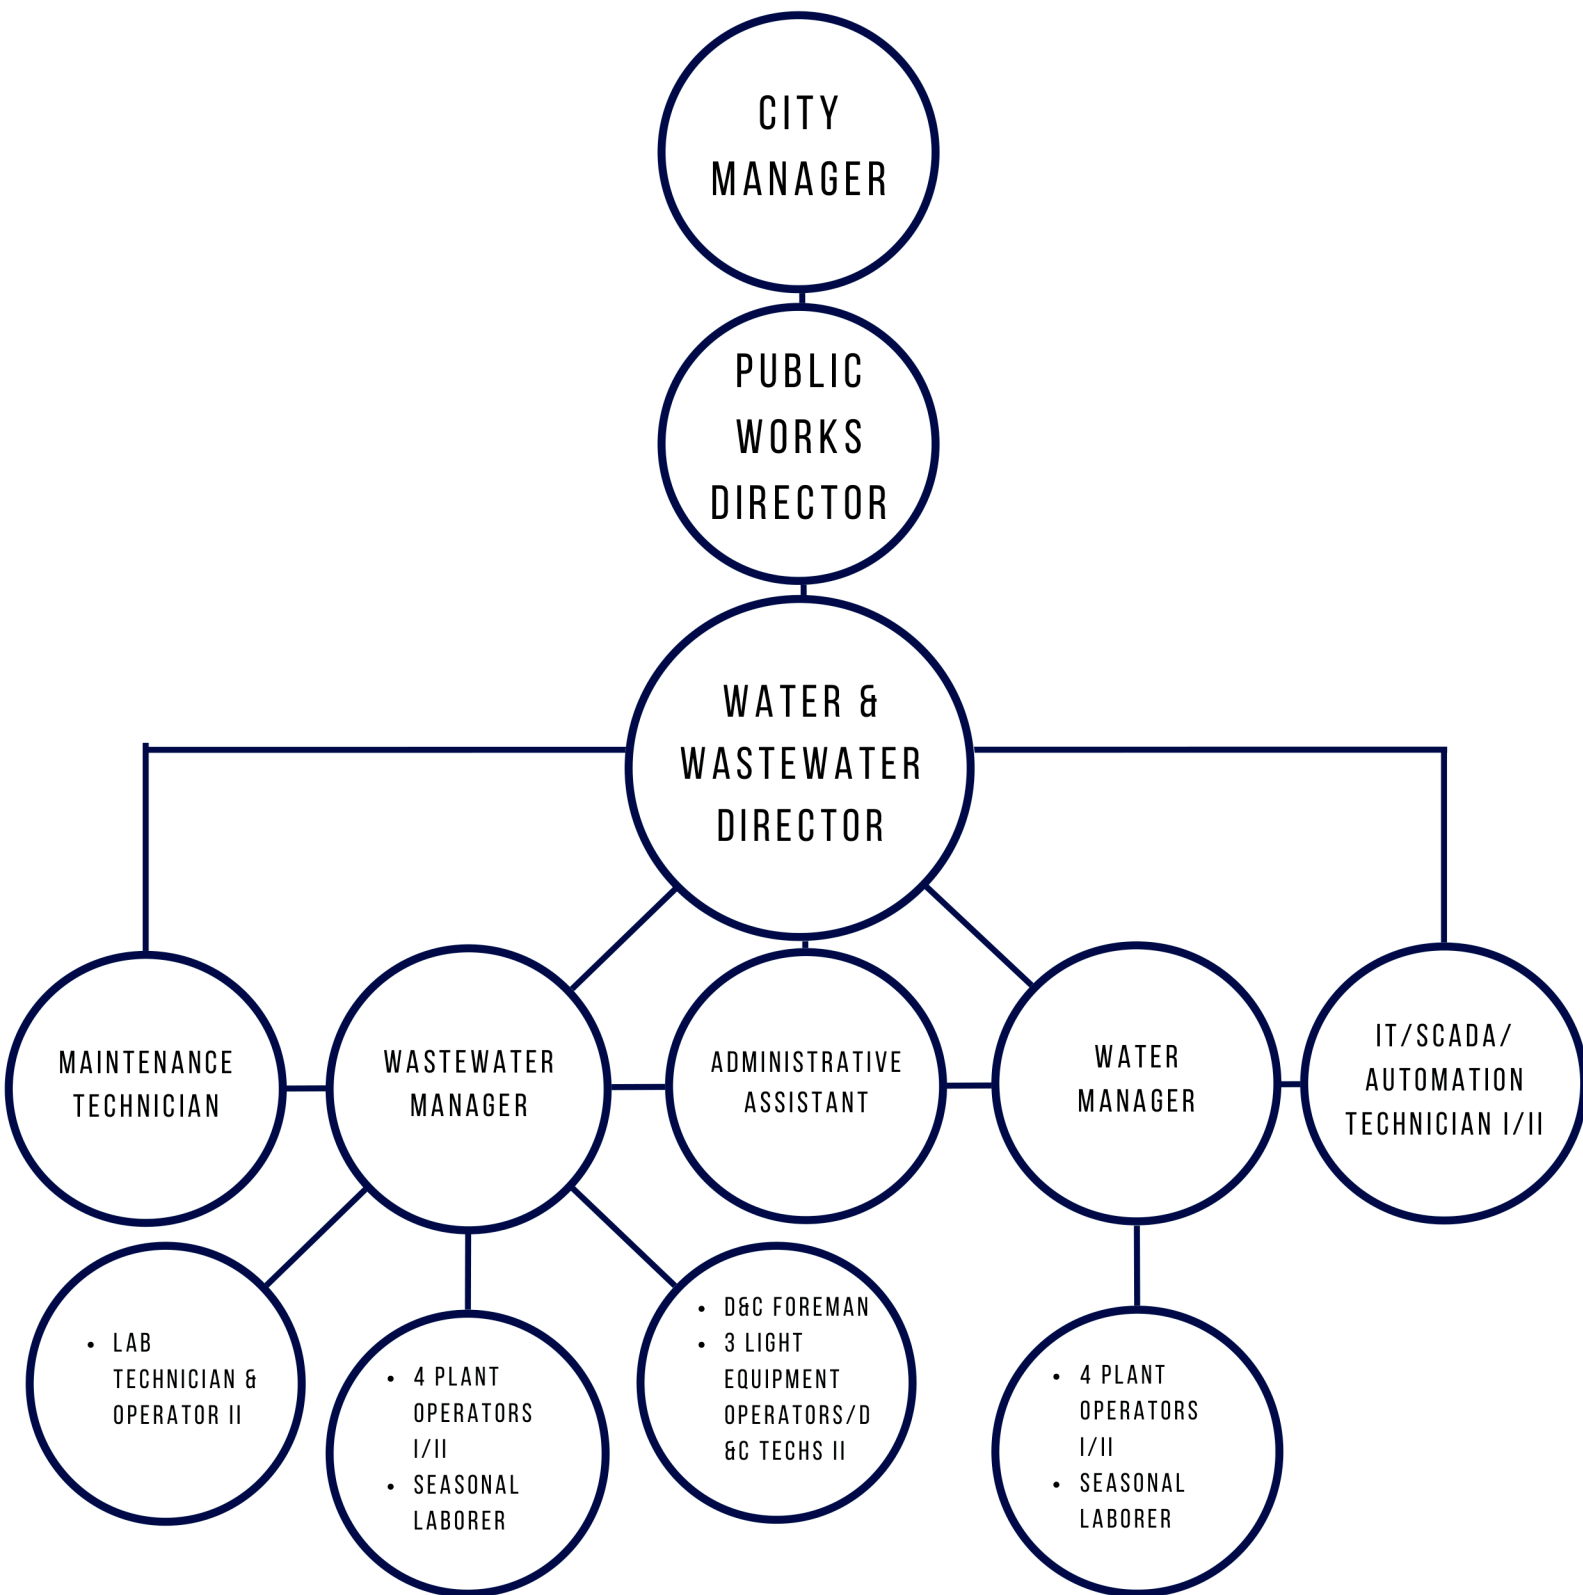 CITY
MANAGER
PUBLIC
WORKS
DIRECTOR
WATER &
WASTEWATER
DIRECTOR
MAINTENANCE
TECHNICIAN
WASTEWATER
MANAGER
ADMINISTRATIVE
ASSISTANT
WATER
MANAGER
IT/SCADA/
AUTOMATION
TECHNICIAN I/II
• LAB
TECHNICIAN &
OPERATOR II
• 4 PLANT
OPERATORS
I/II
• SEASONAL
LABORER
• D&C FOREMAN
• 3 LIGHT
EQUIPMENT
OPERATORS/D
&C TECHS II
• 4 PLANT
OPERATORS
I/II
• SEASONAL
LABORER